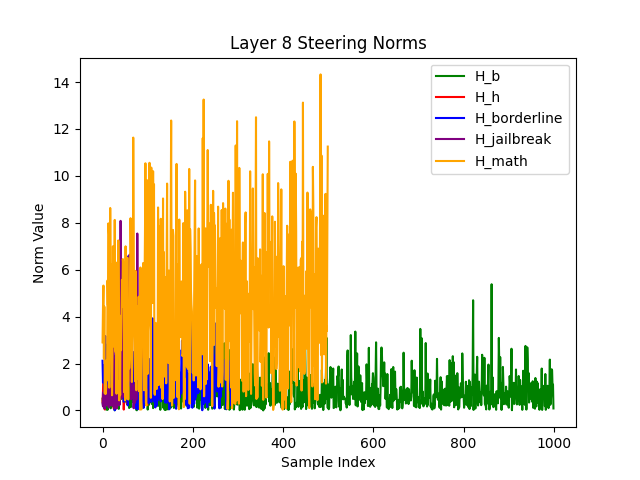 Layer 8 Steering Norms
H_b
H_h
H_borderline
H_jailbreak
H_math
Norm Value
14
12
10
8
6
4
2
0
0 200 400 600 800 1000
Sample Index